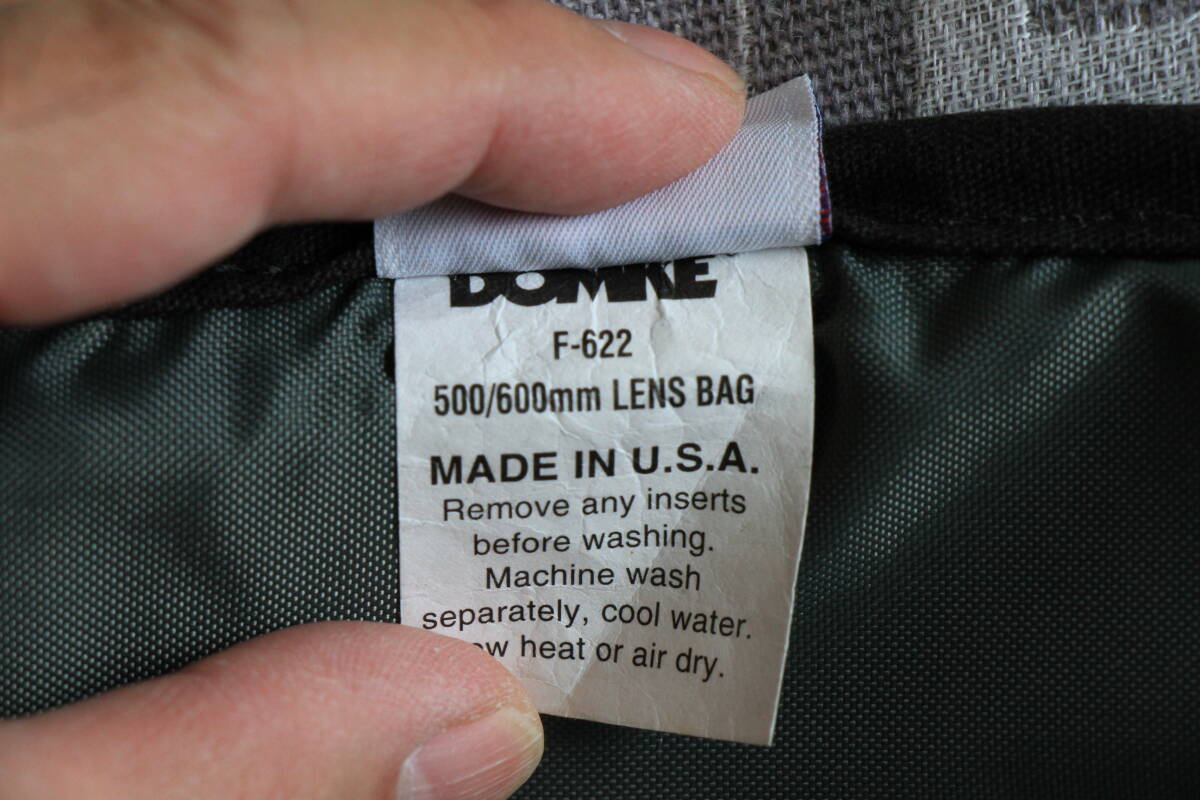 DOMKE
F-622
500/600mm LENS BAG
MADE IN U.S.A.
Remove any inserts
before washing.
Machine wash
separately, cool water.
ow heat or air dry.